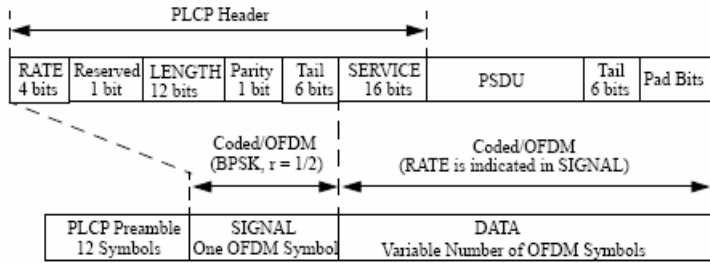 PLCP Header
RATE Reserved LENGTH Parity Tail SERVICE PSDU Tail Pad Bits
4 bits 1 bit 12 bits 1 bit 6 bits 16 bits 6 bits
Coded/OFDM Coded/OFDM
(BPSK, r = 1/2) (RATE is indicated in SIGNAL)
PLCP Preamble SIGNAL DATA
12 Symbols One OFDM Symbol Variable Number of OFDM Symbols